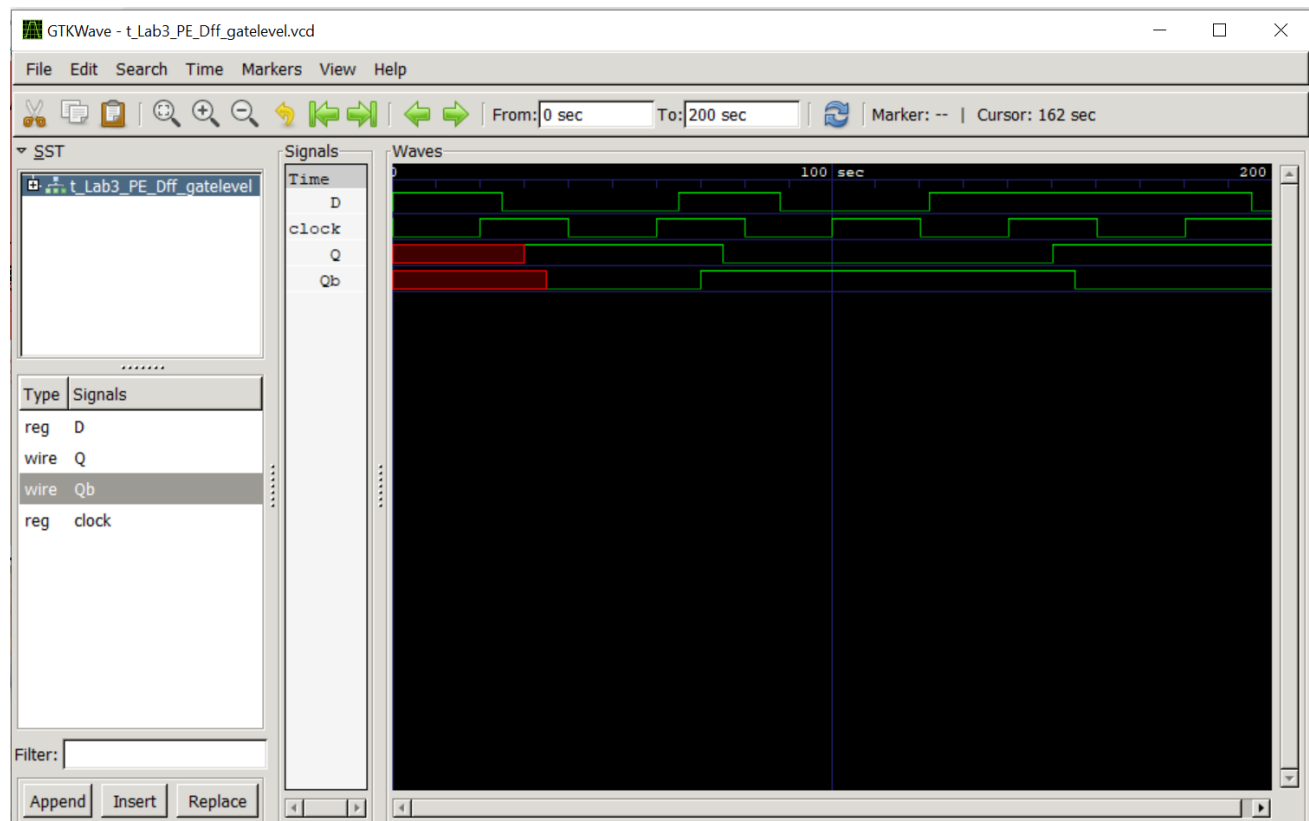 GTKWave - t_Lab3_PE_Dff_gatelevel.vcd
File Edit Search Time Markers View Help
From: 0 sec To: 200 sec Marker: -- | Cursor: 162 sec
SST
t_Lab3_PE_Dff_gatelevel
Type Signals
reg D
wire Q
wire Qb
reg clock
Filter:
Append Insert Replace
Signals
Time
D
clock
Q
Qb
Waves
0 100 sec 200